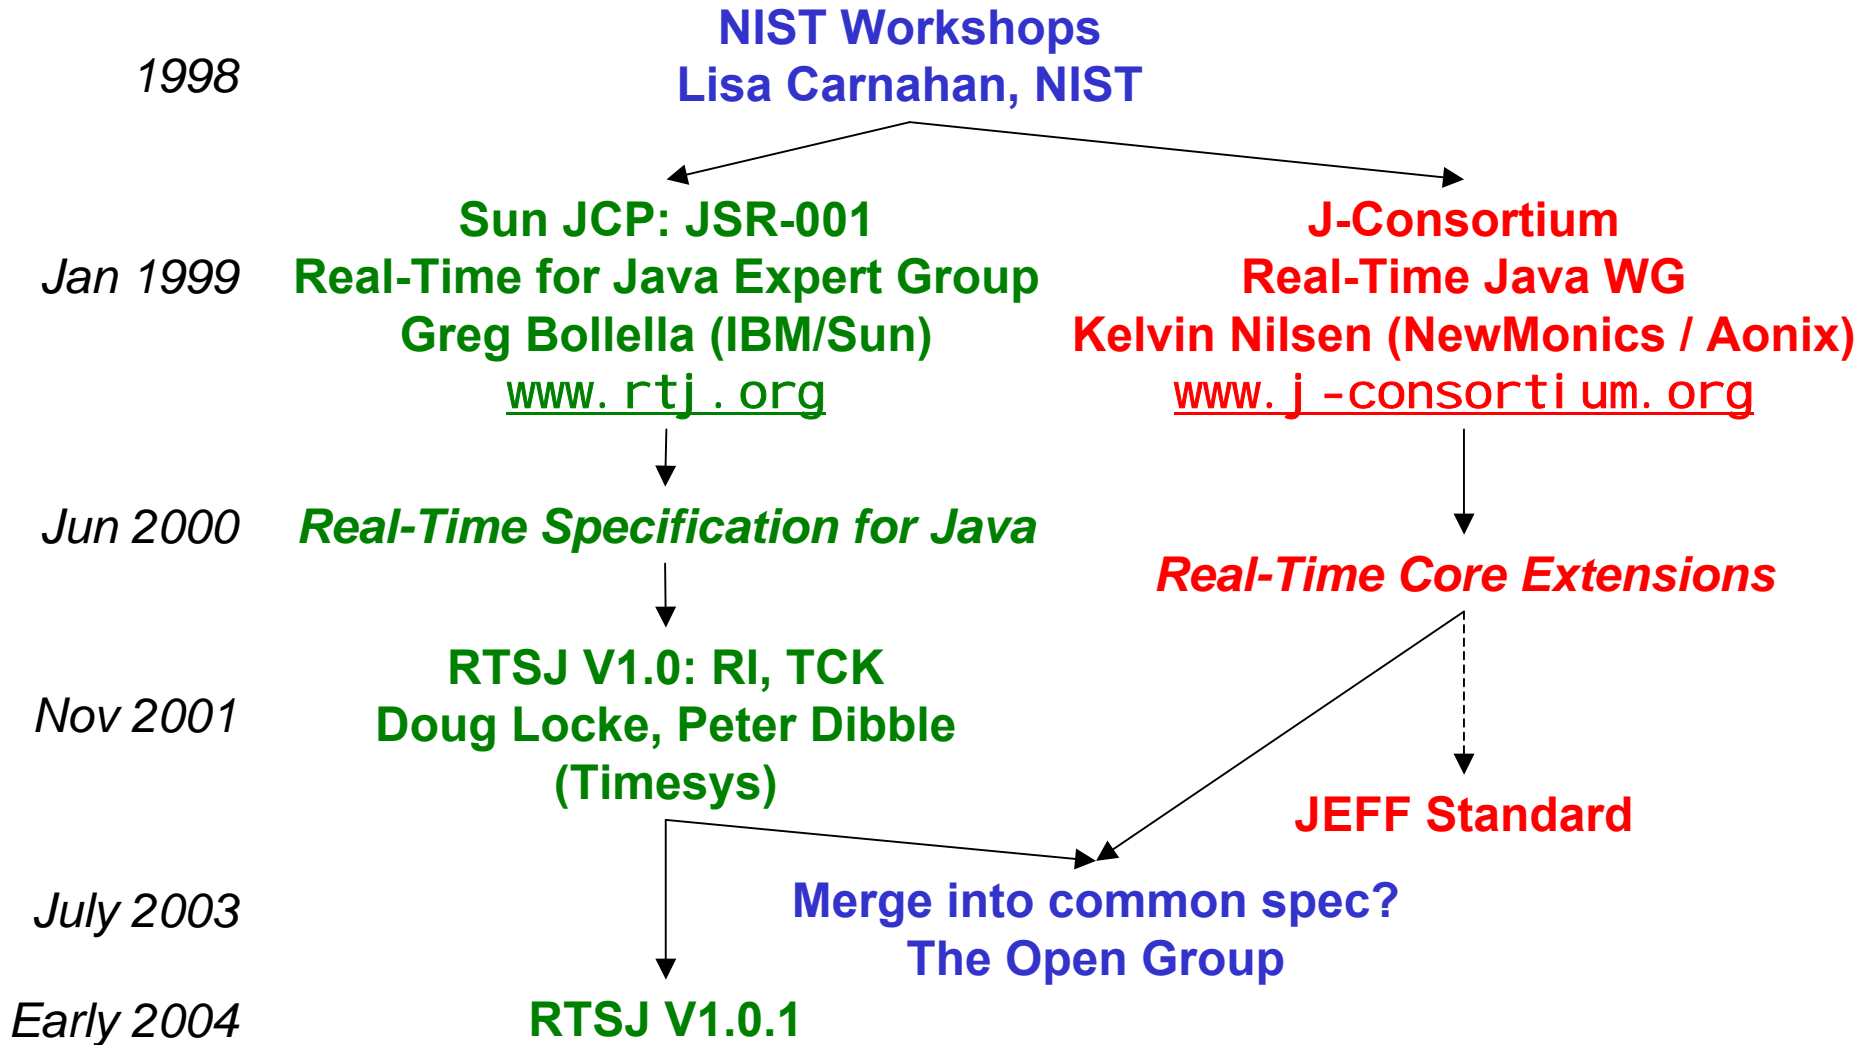 NIST Workshops
1998
Lisa Carnahan, NIST
Sun JCP: JSR-001
J-Consortium
Jan 1999
Real-Time for Java Expert Group
Real-Time Java WG
Greg Bollella (IBM/Sun)
Kelvin Nilsen (NewMonics / Aonix)
www.rtj.org
www.j-consortium.org
Jun 2000
Real-Time Specification for Java
Real-Time Core Extensions
RTSJ V1.0: RI, TCK
Nov 2001
Doug Locke, Peter Dibble
(Timesys)
JEFF Standard
July 2003
Merge into common spec?
The Open Group
Early 2004
RTSJ V1.0.1